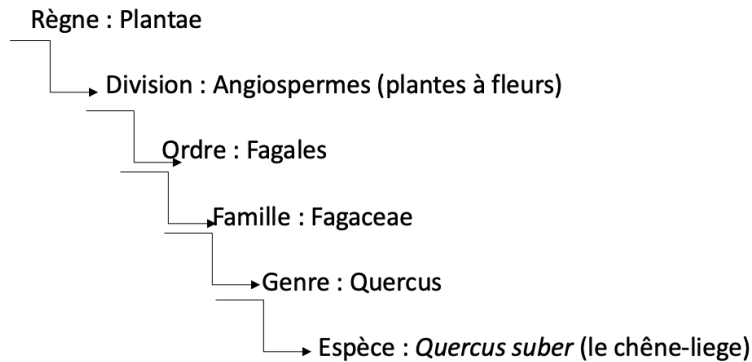 Règne : Plantae
Division : Angiospermes (plantes à fleurs)
Ordre : Fagales
Famille : Fagaceae
Genre : Quercus
Espèce : Quercus suber (le chêne-liege)